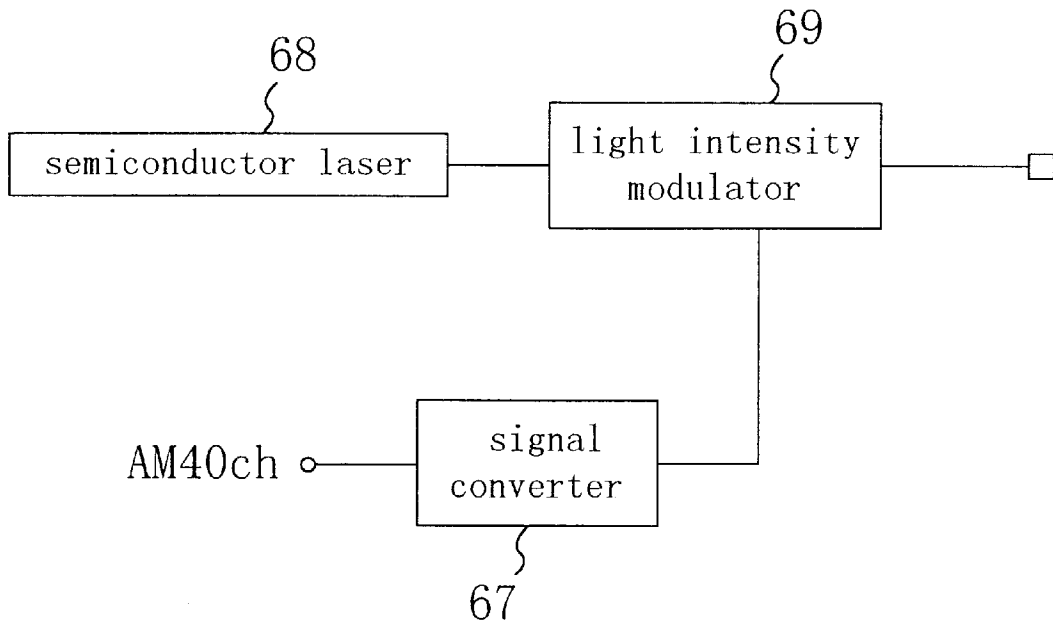 68
69
semiconductor laser
light intensity
modulator
AM40ch
signal
converter
67